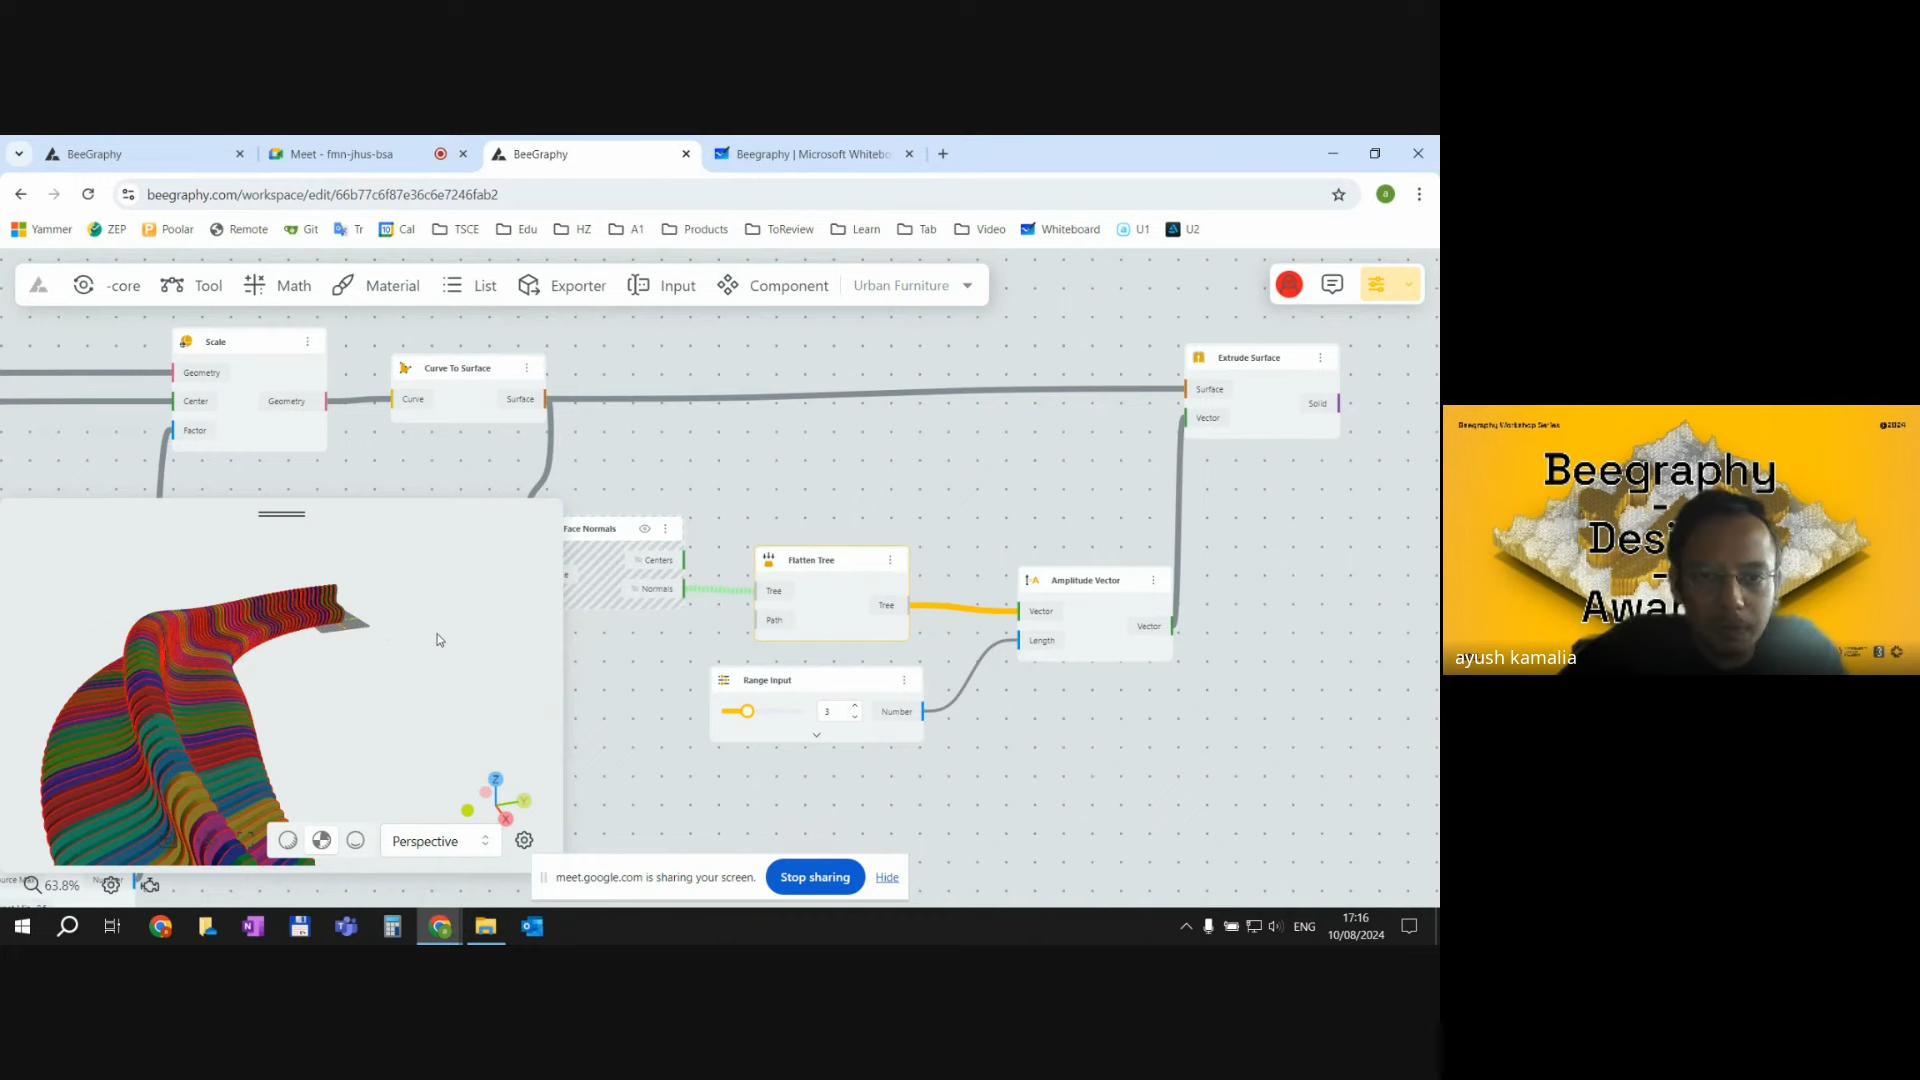 BeeGraphy
Meet - fmn-jhus-bsa
BeeGraphy
Beegraphy | Microsoft Whitebo
beegraphy.com/workspace/edit/66b77c6f87e36c6e7246fab2
a
Yammer
ZEP
Poolar
Remote
Git
Tr
Cal
TSCE
Edu
HZ
A1
Products
ToReview
Learn
Tab
Video
Whiteboard
U1
U2
-core
Tool
Math
Material
List
Exporter
Input
Component
Urban Furniture
Scale
Geometry
Center
Geometry
Factor
Curve To Surface
Curve
Surface
Extrude Surface
Surface
Solid
Vector
Face Normals
Centers
Normals
Flatten Tree
Tree
Tree
Path
Amplitude Vector
Vector
Vector
Length
Range Input
3
Number
Z
Y
X
Perspective
63.8%
meet.google.com is sharing your screen.
Stop sharing
Hide
ENG
17:16
10/08/2024
Beegraphy Workshop Series
©2024
Beegraphy
-
Des
-
Awa
ayush kamalia